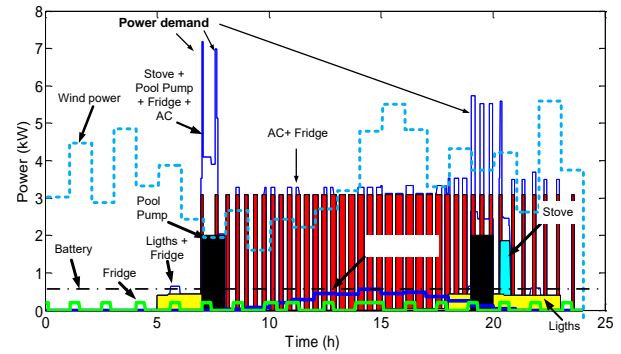 Power demand
Stove +
Pool Pump
+ Fridge +
AC
Wind power
AC+ Fridge
Pool
Pump
Stove
Battery
Ligths +
Fridge
Fridge
Ligths
Power (kW)
8
7
6
5
4
3
2
1
0
0 5 10 15 20 25
Time (h)